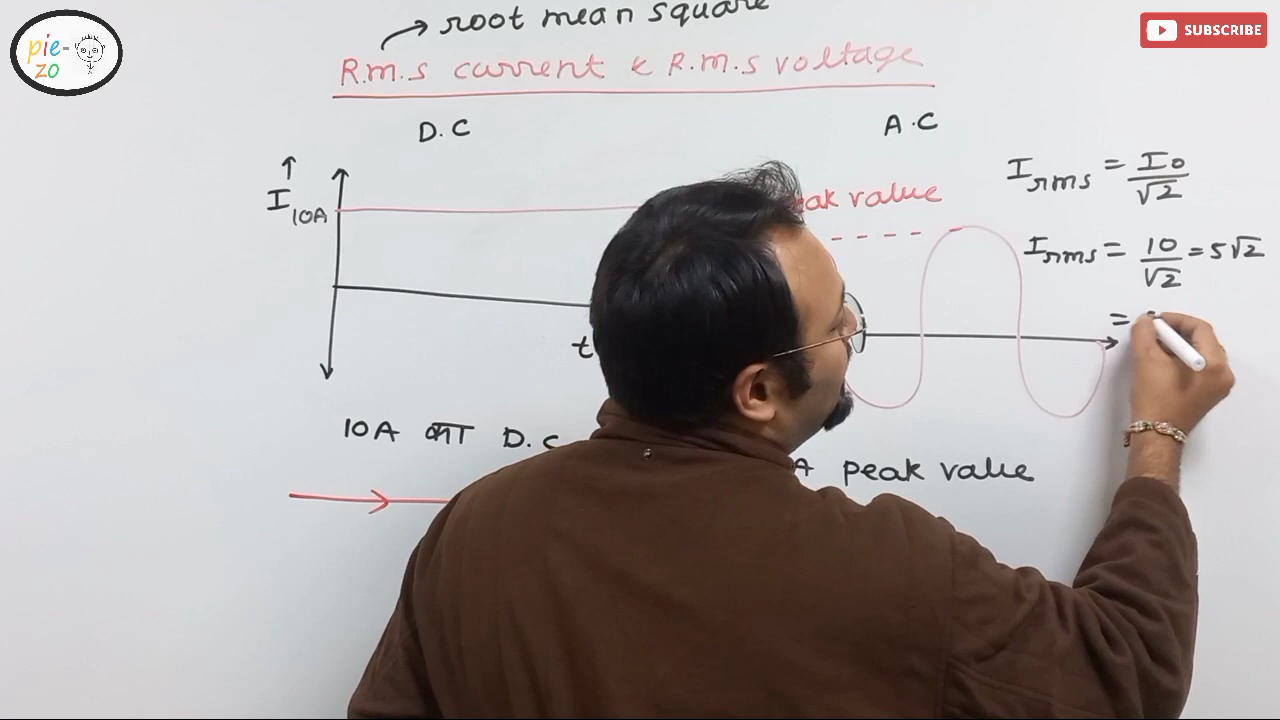 pie-
zo
SUBSCRIBE
root mean square
R.m.s current & R.m.s voltage
D.C
A.C
I
10A
peak value
I rms = I0/√2
I rms = 10/√2 = 5√2
=
t
10A का D.C
A peak value